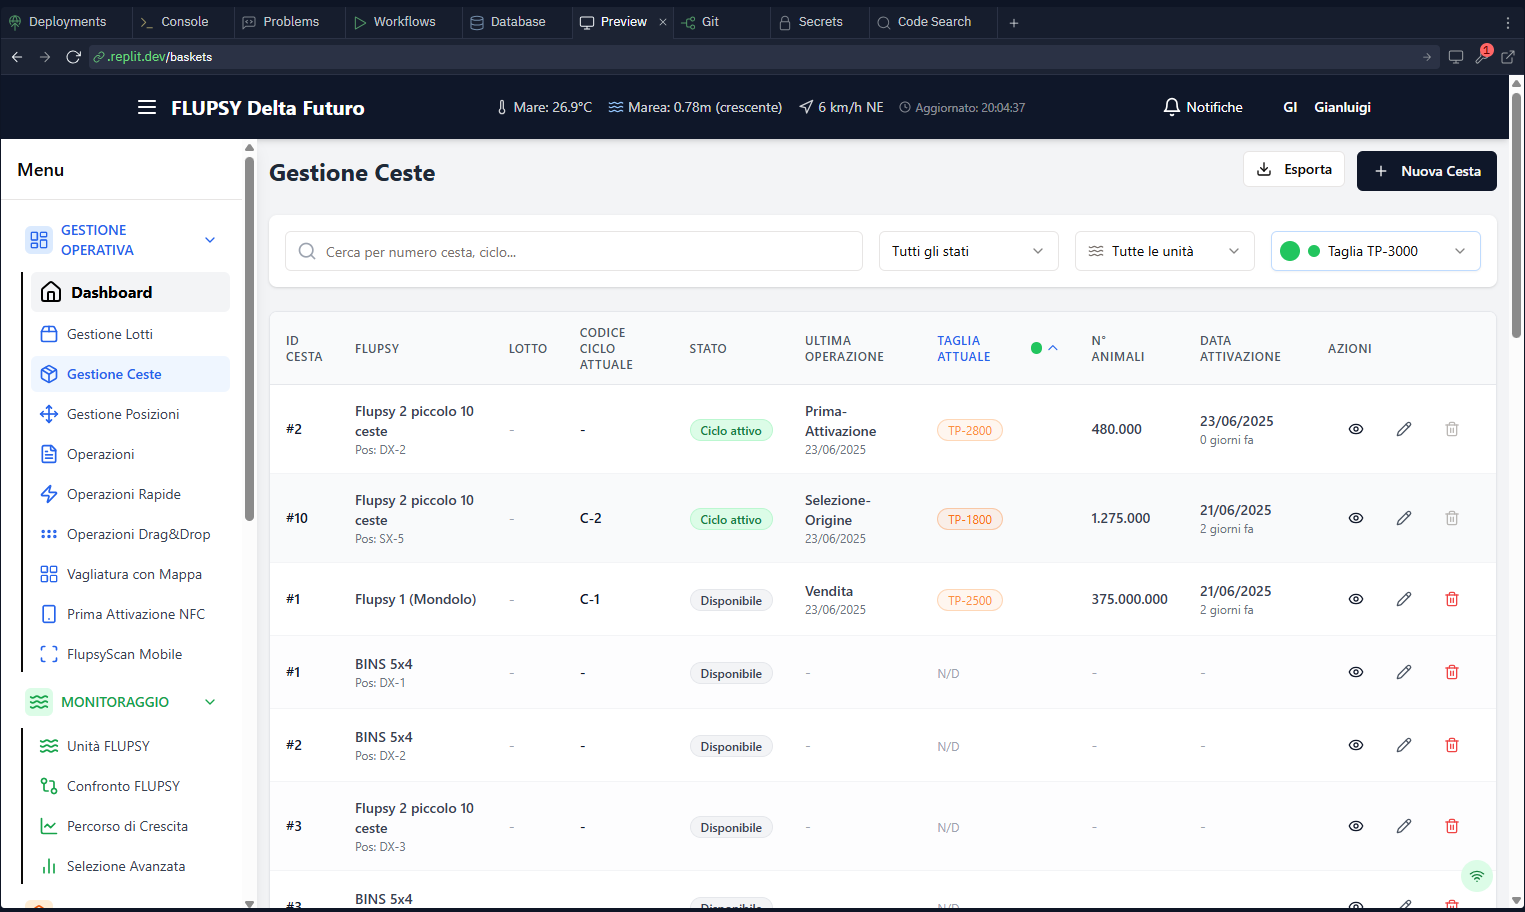 Deployments
Console
Problems
Workflows
Database
Preview
Git
Secrets
Code Search
.replit.dev/baskets
1
FLUPSY Delta Futuro
Mare: 26.9°C
Marea: 0.78m (crescente)
6 km/h NE
Aggiornato: 20:04:37
Notifiche
GI
Gianluigi
Menu
GESTIONE
OPERATIVA
Dashboard
Gestione Lotti
Gestione Ceste
Gestione Posizioni
Operazioni
Operazioni Rapide
Operazioni Drag&Drop
Vagliatura con Mappa
Prima Attivazione NFC
FlupsyScan Mobile
MONITORAGGIO
Unità FLUPSY
Confronto FLUPSY
Percorso di Crescita
Selezione Avanzata
Gestione Ceste
Esporta
Nuova Cesta
Cerca per numero cesta, ciclo...
Tutti gli stati
Tutte le unità
Taglia TP-3000
ID
CESTA
FLUPSY
LOTTO
CODICE
CICLO
ATTUALE
STATO
ULTIMA
OPERAZIONE
TAGLIA
ATTUALE
N°
ANIMALI
DATA
ATTIVAZIONE
AZIONI
#2
Flupsy 2 piccolo 10
ceste
Pos: DX-2
-
-
Ciclo attivo
Prima-
Attivazione
23/06/2025
TP-2800
480.000
23/06/2025
0 giorni fa
#10
Flupsy 2 piccolo 10
ceste
Pos: SX-5
-
C-2
Ciclo attivo
Selezione-
Origine
23/06/2025
TP-1800
1.275.000
21/06/2025
2 giorni fa
#1
Flupsy 1 (Mondolo)
-
C-1
Disponibile
Vendita
23/06/2025
TP-2500
375.000.000
21/06/2025
2 giorni fa
#1
BINS 5x4
Pos: DX-1
-
-
Disponibile
-
N/D
-
-
#2
BINS 5x4
Pos: DX-2
-
-
Disponibile
-
N/D
-
-
#3
Flupsy 2 piccolo 10
ceste
Pos: DX-3
-
-
Disponibile
-
N/D
-
-
#3
BINS 5x4
Disponibile
N/D